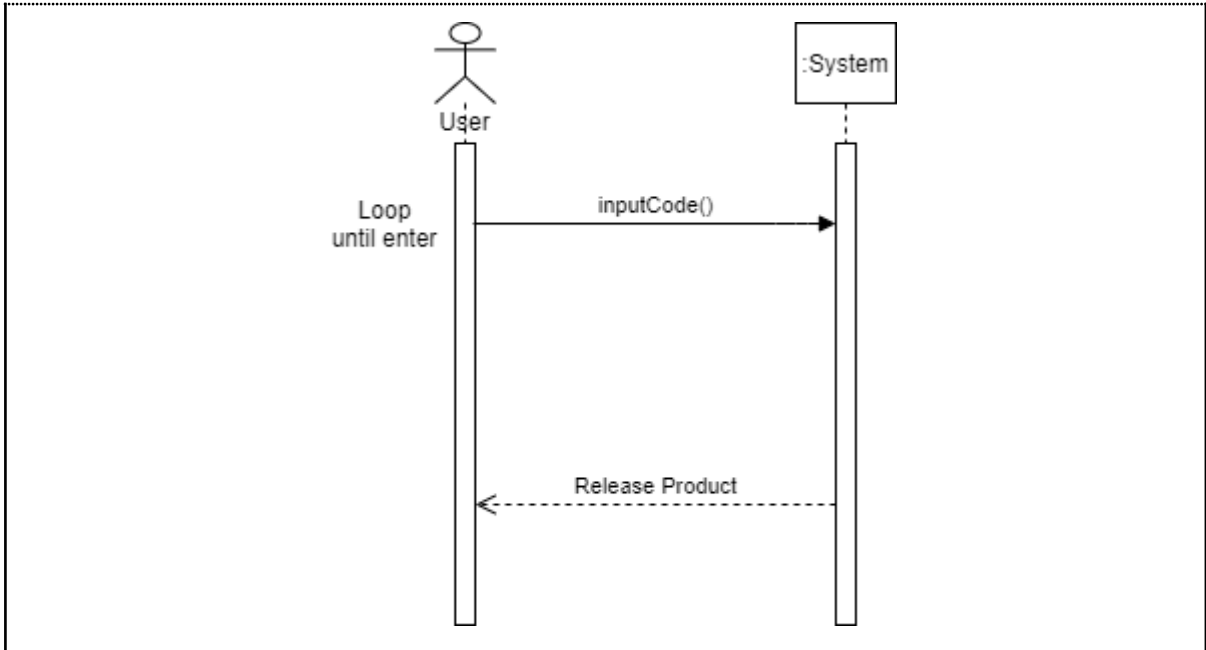 :System
User
inputCode()
Loop
until enter
Release Product